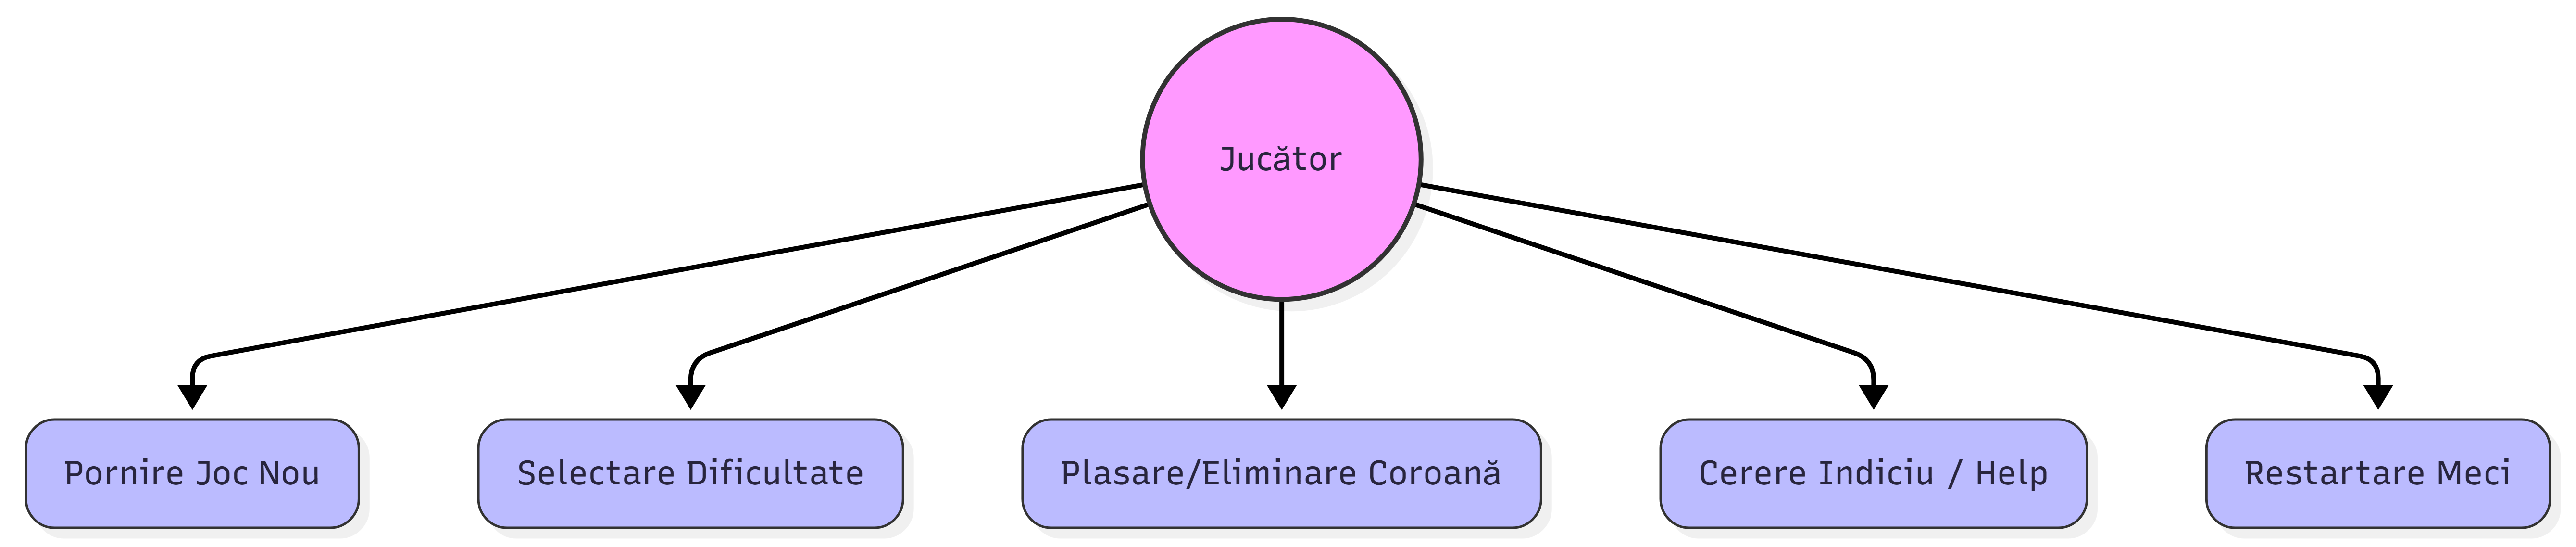 Jucător
Pornire Joc Nou
Selectare Dificultate
Plasare/Eliminare Coroană
Cerere Indiciu / Help
Restartare Meci